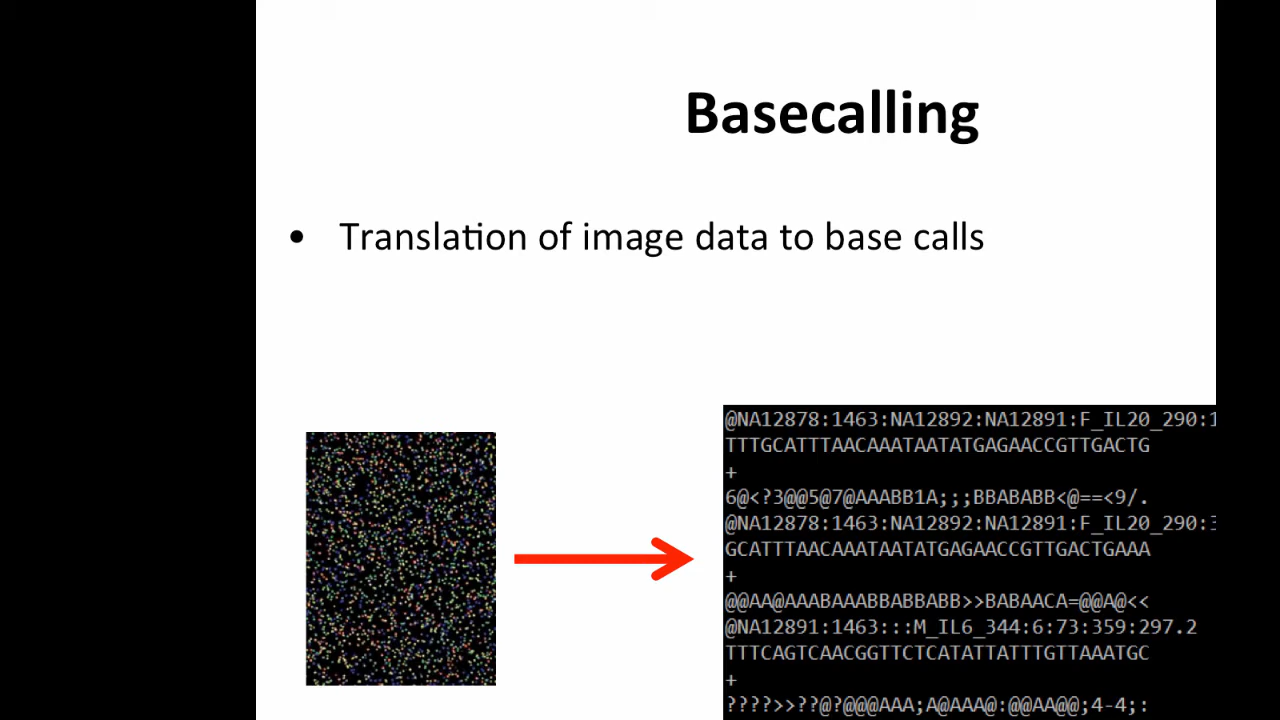 Basecalling
• Translation of image data to base calls
@NA12878:1463:NA12892:NA12891:F_IL20_290:1
TTTGCATTTAACAAATAATATGAGAACCGTTGACTG
+
6@<?3@@5@7@AAABB1A;;;BBABABB<@==<9/.
@NA12878:1463:NA12892:NA12891:F_IL20_290:3
GCATTTAACAAATAATATGAGAACCGTTGACTGAAA
+
@@AA@AAABAAABBABBABB>>BABAACA=@@A@<<
@NA12891:1463:::M_IL6_344:6:73:359:297.2
TTTCAGTCAACGGTTCTCATATTATTTGTTAAATGC
+
????>>??@?@@@AAA;A@AAA@:@@AA@@;4-4;: